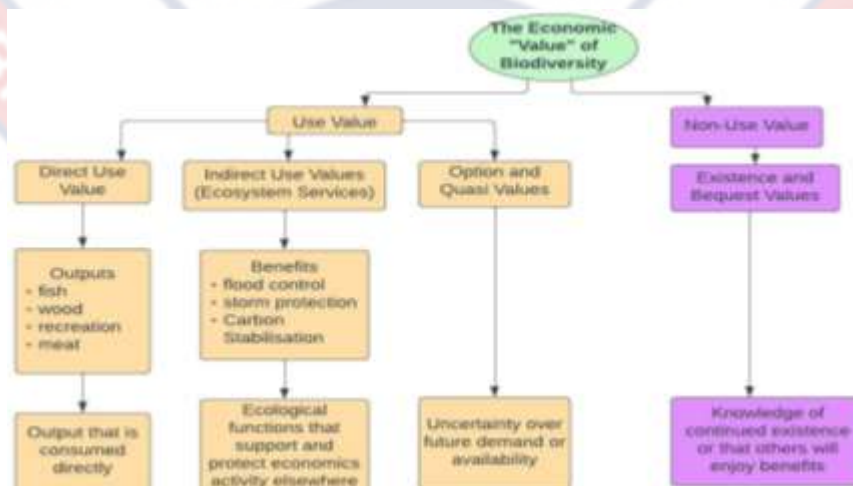 The Economic
"Value" of
Biodiversity
Use Value
Non-Use Value
Direct Use
Value
Indirect Use Values
(Ecosystem Services)
Option and
Quasi Values
Existence and
Bequest Values
Outputs
- fish
- wood
- recreation
- meat
Benefits
- flood control
- storm protection
- Carbon
Stabilisation
Output that is
consumed
directly
Ecological
functions that
support and
protect economics
activity elsewhere
Uncertainty over
future demand or
availability
Knowledge of
continued existence
or that others will
enjoy benefits